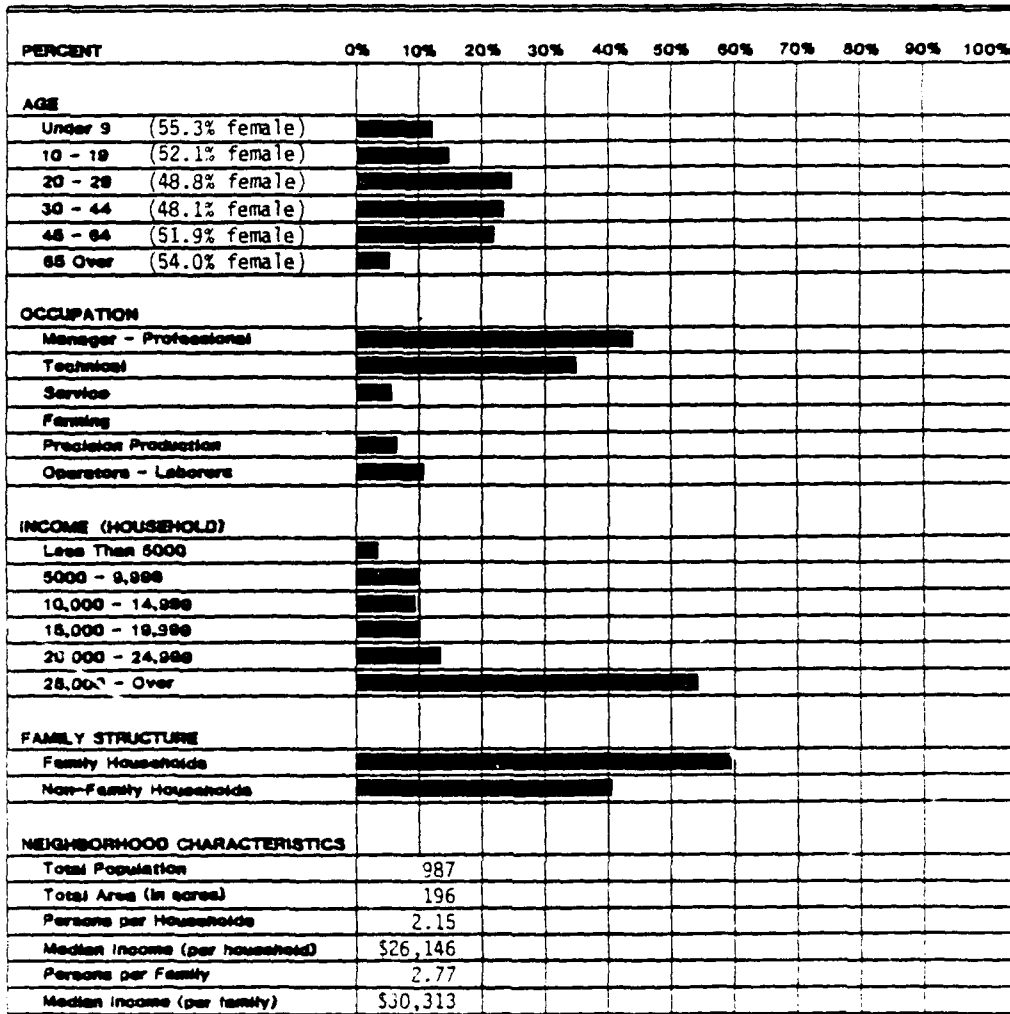 PERCENT 0% 10% 20% 30% 40% 50% 60% 70% 80% 90% 100%
AGE
Under 9 (55.3% female)
10 - 19 (52.1% female)
20 - 29 (48.8% female)
30 - 44 (48.1% female)
45 - 64 (51.9% female)
65 Over (54.0% female)
OCCUPATION
Manager - Professional
Technical
Service
Farming
Precision Production
Operators - Laborers
INCOME (HOUSEHOLD)
Less Than 5000
5000 - 9,999
10,000 - 14,999
15,000 - 19,999
20 000 - 24,999
25,000 - Over
FAMILY STRUCTURE
Family Households
Non-Family Households
NEIGHBORHOOD CHARACTERISTICS
Total Population 987
Total Area (in acres) 196
Persons per Households 2.15
Median Income (per household) $26,146
Persons per Family 2.77
Median Income (per family) $30,313